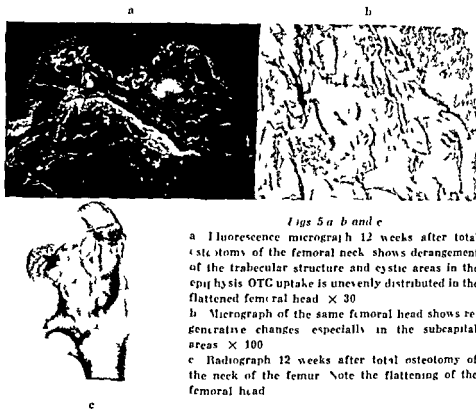 a b
Figs 5 a b and c
a Fluorescence micrograph 12 weeks after total
osteotomy of the femoral neck shows derangement
of the trabecular structure and cystic areas in the
epiphysis OTC uptake is unevenly distributed in the
flattened femoral head × 30
b Micrograph of the same femoral head shows re-
generative changes especially in the subcapital
areas × 100
c Radiograph 12 weeks after total osteotomy of
the neck of the femur Note the flattening of the
femoral head
c